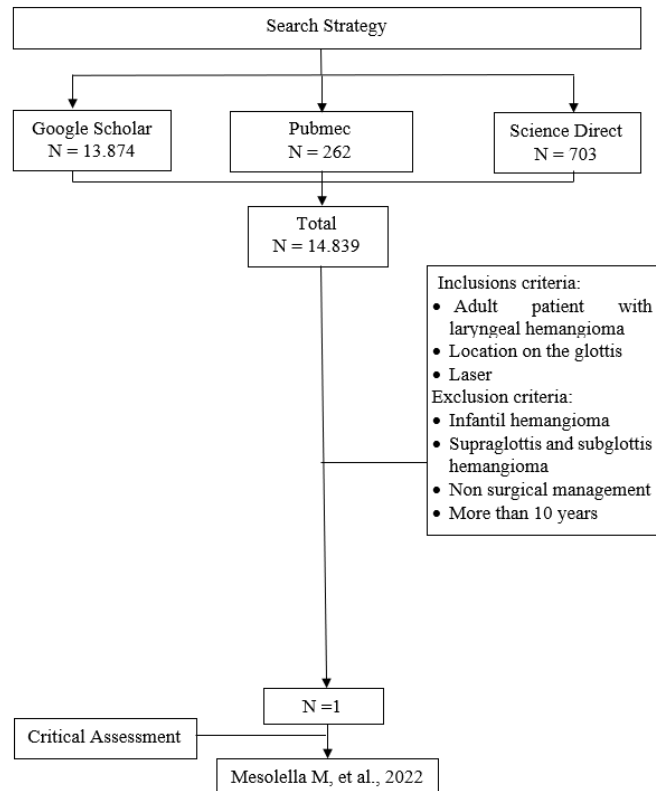 Search Strategy
Google Scholar
N = 13.874
Pubmec
N = 262
Science Direct
N = 703
Total
N = 14.839
Inclusions criteria:
• Adult patient with
laryngeal hemangioma
• Location on the glottis
• Laser
Exclusion criteria:
• Infantil hemangioma
• Supraglottis and subglottis
hemangioma
• Non surgical management
• More than 10 years
N =1
Critical Assessment
Mesolella M, et al., 2022